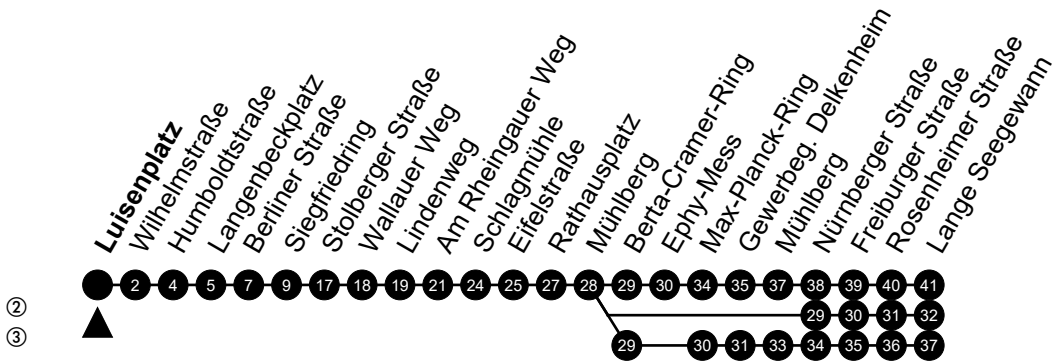 Luisenplatz
Wilhelmstraße
Humboldtstraße
Langenbeckplatz
Berliner Straße
Siegfriedring
Stolberger Straße
Wallauer Weg
Lindenweg
Am Rheingauer Weg
Schlagmühle
Eifelstraße
Rathausplatz
Mühlberg
Berta-Cramer-Ring
Ephy-Mess
Max-Planck-Ring
Gewerbeg. Delkenheim
Mühlberg
Nürnberger Straße
Freiburger Straße
Rosenheimer Straße
Lange Seegewann
2 4 5 7 9 17 18 19 21 24 25 27 28 29 30 34 35 37 38 39 40 41
② 29 30 31 32
③ 29 30 31 33 34 35 36 37